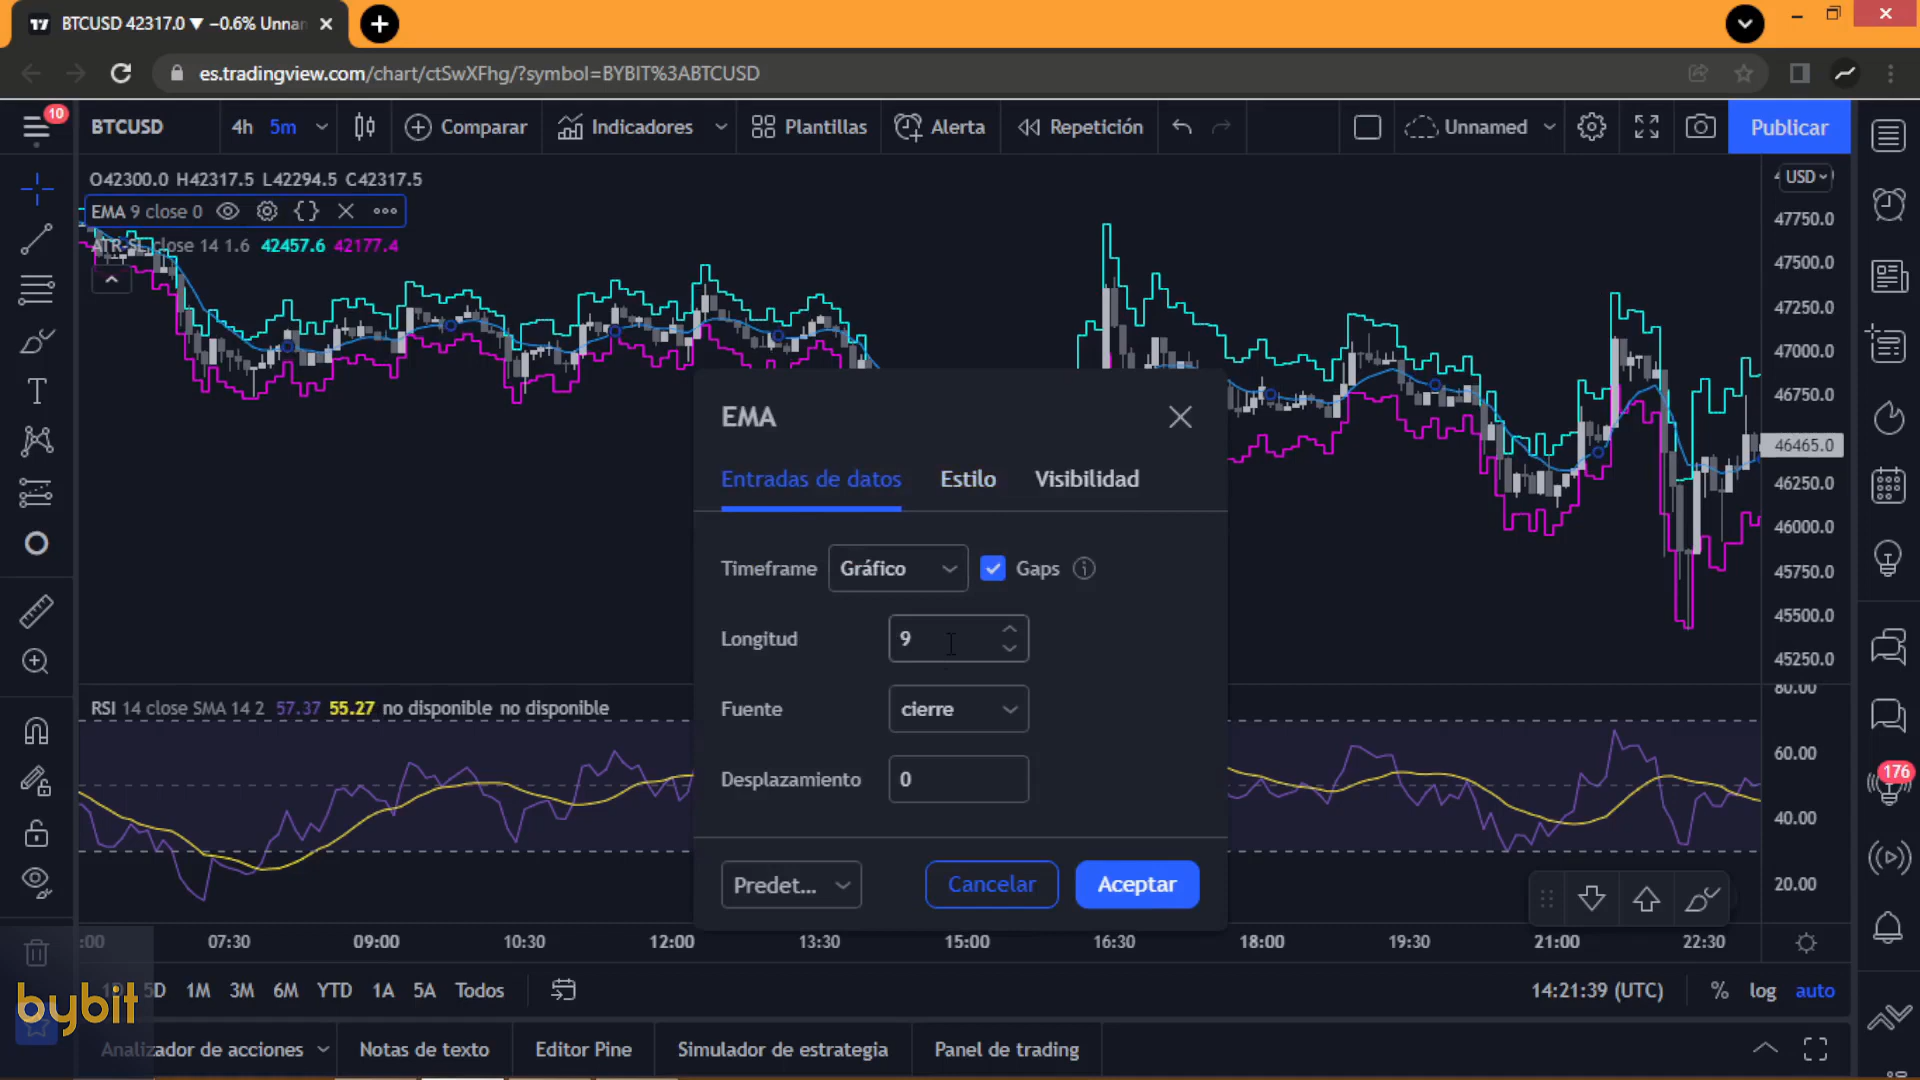 BTCUSD 42317.0 ▼ −0.6% Unnan
es.tradingview.com/chart/ctSwXFhg/?symbol=BYBIT%3ABTCUSD
10
BTCUSD 4h 5m Comparar Indicadores Plantillas Alerta Repetición Unnamed Publicar
O42300.0 H42317.5 L42294.5 C42317.5
USD
EMA 9 close 0
ATR-SL close 14 1.6 42457.6 42177.4
47750.0
47500.0
47250.0
47000.0
46750.0
46465.0
46250.0
46000.0
45750.0
45500.0
45250.0
EMA
Entradas de datos Estilo Visibilidad
Timeframe Gráfico Gaps
Longitud 9
Fuente cierre
Desplazamiento 0
Predet... Cancelar Aceptar
RSI 14 close SMA 14 2 57.37 55.27 no disponible no disponible
80.00
60.00
40.00
20.00
176
:00 07:30 09:00 10:30 12:00 13:30 15:00 16:30 18:00 19:30 21:00 22:30
5D 1M 3M 6M YTD 1A 5A Todos 14:21:39 (UTC) % log auto
bybit
Analizador de acciones Notas de texto Editor Pine Simulador de estrategia Panel de trading